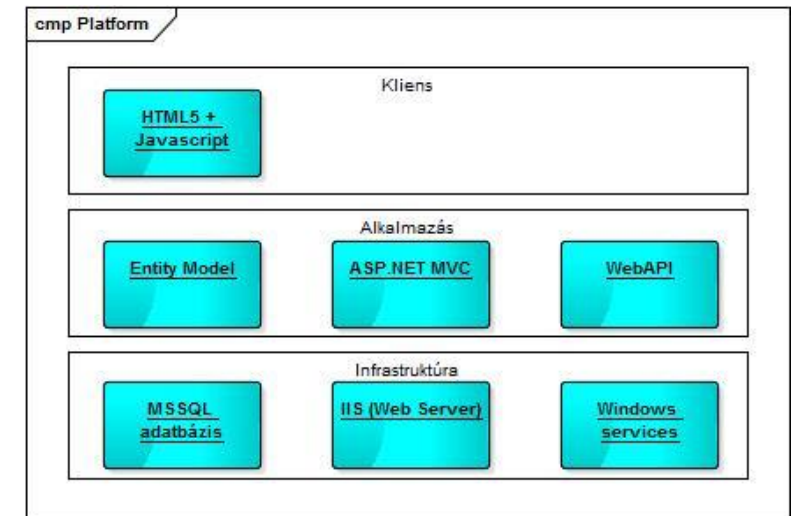 cmp Platform
Kliens
HTML5 +
Javascript
Alkalmazás
Entity Model
ASP.NET MVC
WebAPI
Infrastruktúra
MSSQL
adatbázis
IIS (Web Server)
Windows
services